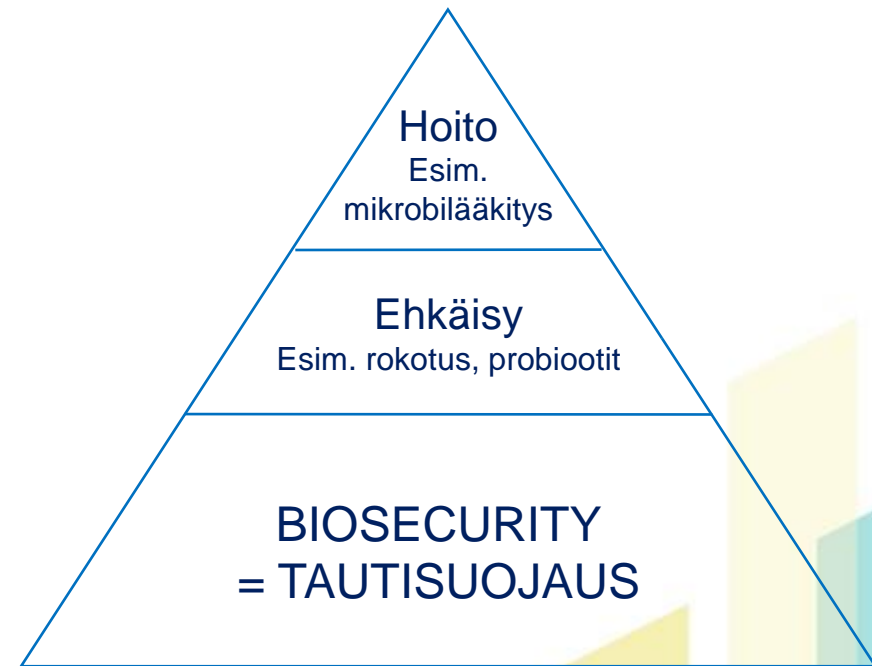 Hoito
Esim.
mikrobilääkitys
Ehkäisy
Esim. rokotus, probiootit
BIOSECURITY
= TAUTISUOJAUS